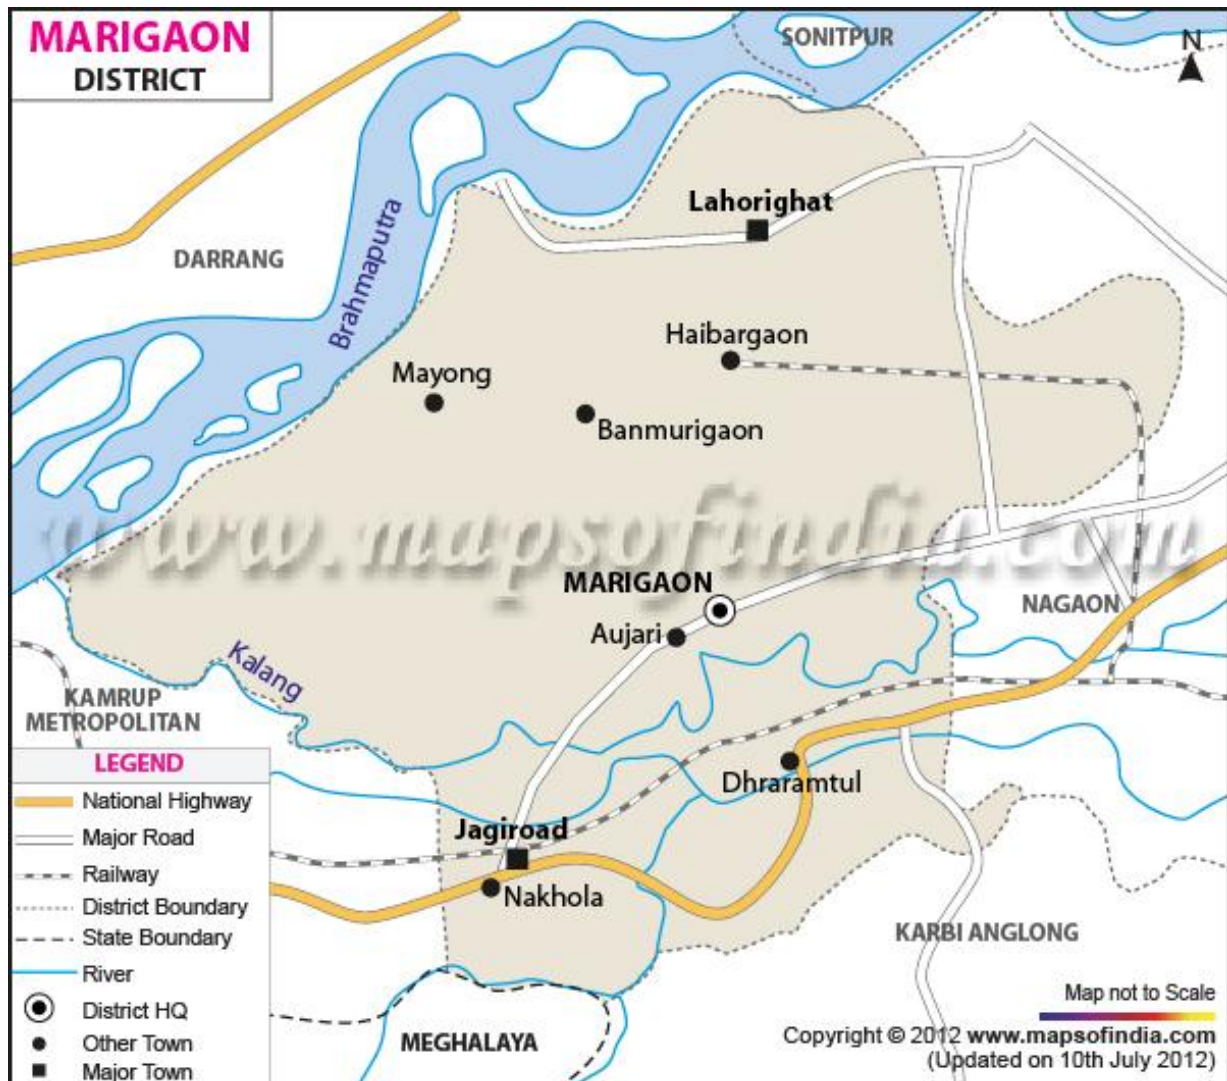 MARIGAON
DISTRICT
SONITPUR
N
Lahorighat
DARRANG
Brahmaputra
Haibargaon
Mayong
Banmurigaon
www.mapsofindia.com
MARIGAON
NAGAON
Aujari
Kalang
KAMRUP
METROPOLITAN
LEGEND
National Highway
Major Road
Railway
District Boundary
State Boundary
River
District HQ
Other Town
Major Town
Dhraramtul
Jagiroad
Nakhola
KARBI ANGLONG
MEGHALAYA
Map not to Scale
Copyright © 2012 www.mapsofindia.com
(Updated on 10th July 2012)